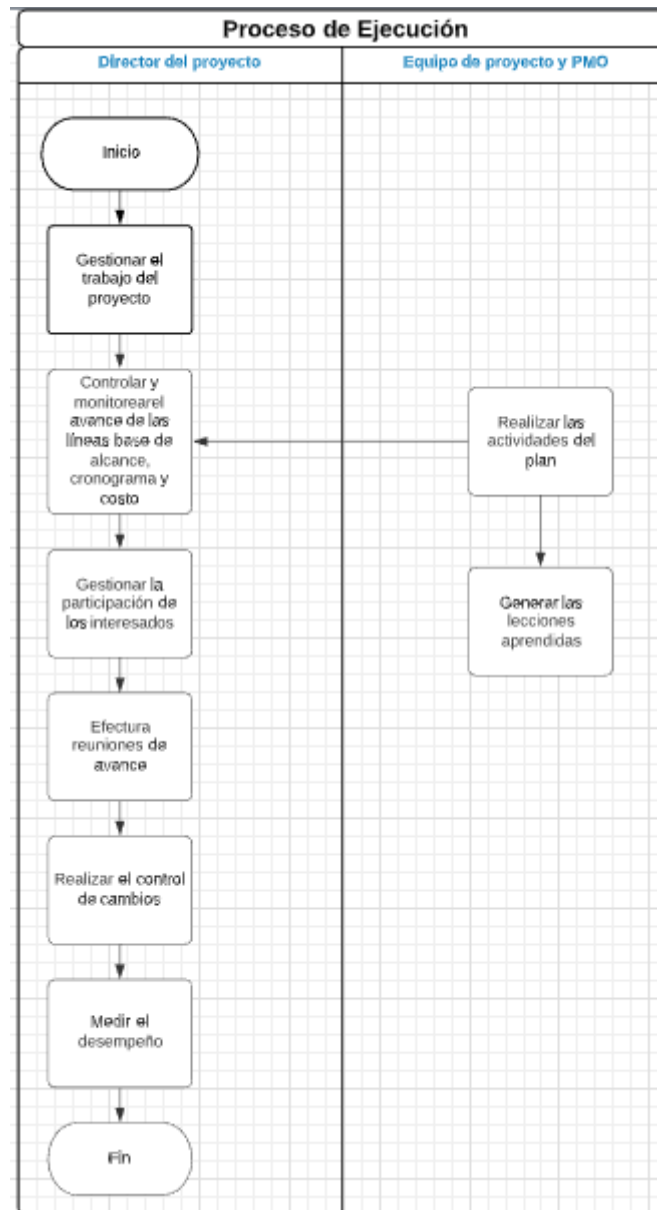 Proceso de Ejecución
Director del proyecto
Equipo de proyecto y PMO
Inicio
Gestionar el
trabajo del
proyecto
Controlar y
monitorearel
avance de las
líneas base de
alcance,
cronograma y
costo
Realilzar las
actividades del
plan
Gestionar la
participación de
los interesados
Generar las
lecciones
aprendidas
Efectura
reuniones de
avance
Realizar el control
de cambios
Medir el
desempeño
Fin